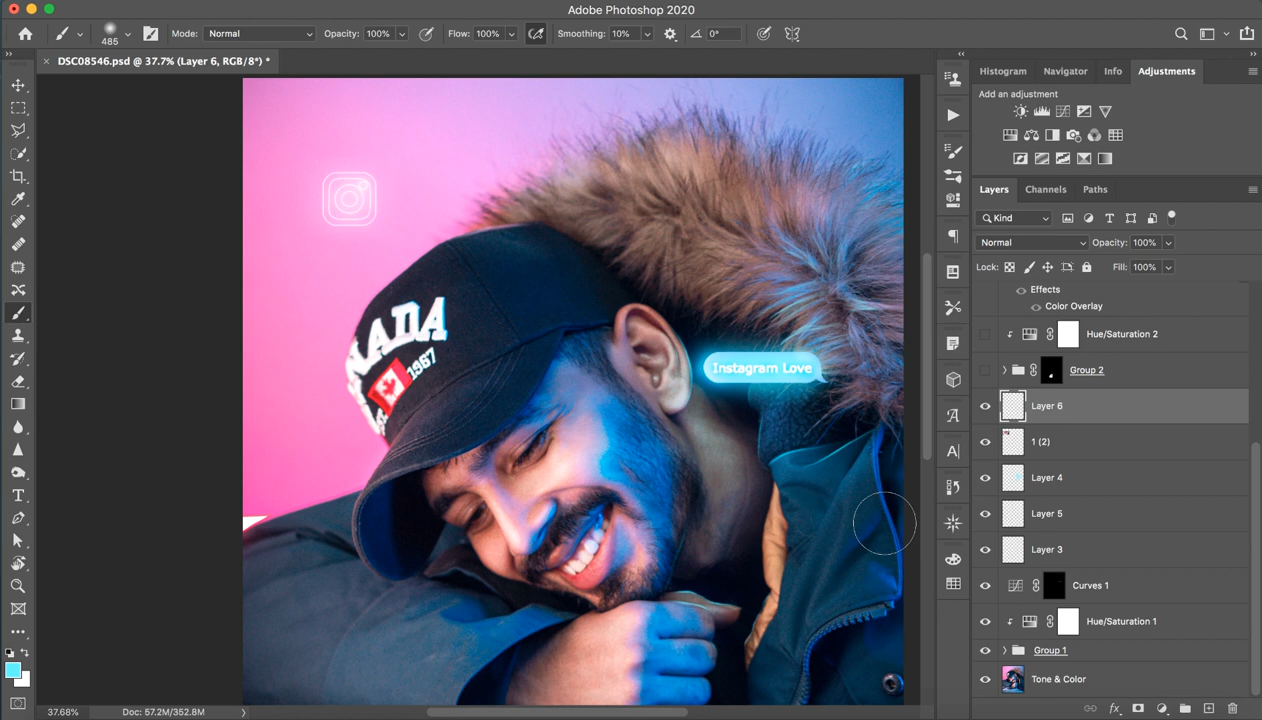 Adobe Photoshop 2020
485
Mode: Normal
Opacity: 100%
Flow: 100%
Smoothing: 10%
0°
DSC08546.psd @ 37.7% (Layer 6, RGB/8*) *
Histogram
Navigator
Info
Adjustments
Add an adjustment
Layers
Channels
Paths
Kind
Normal
Opacity: 100%
Lock:
Fill: 100%
Effects
Color Overlay
Hue/Saturation 2
Group 2
Layer 6
1 (2)
Layer 4
Layer 5
Layer 3
Curves 1
Hue/Saturation 1
Group 1
Tone & Color
NADA
1967
Instagram Love
37.68%
Doc: 57.2M/352.8M